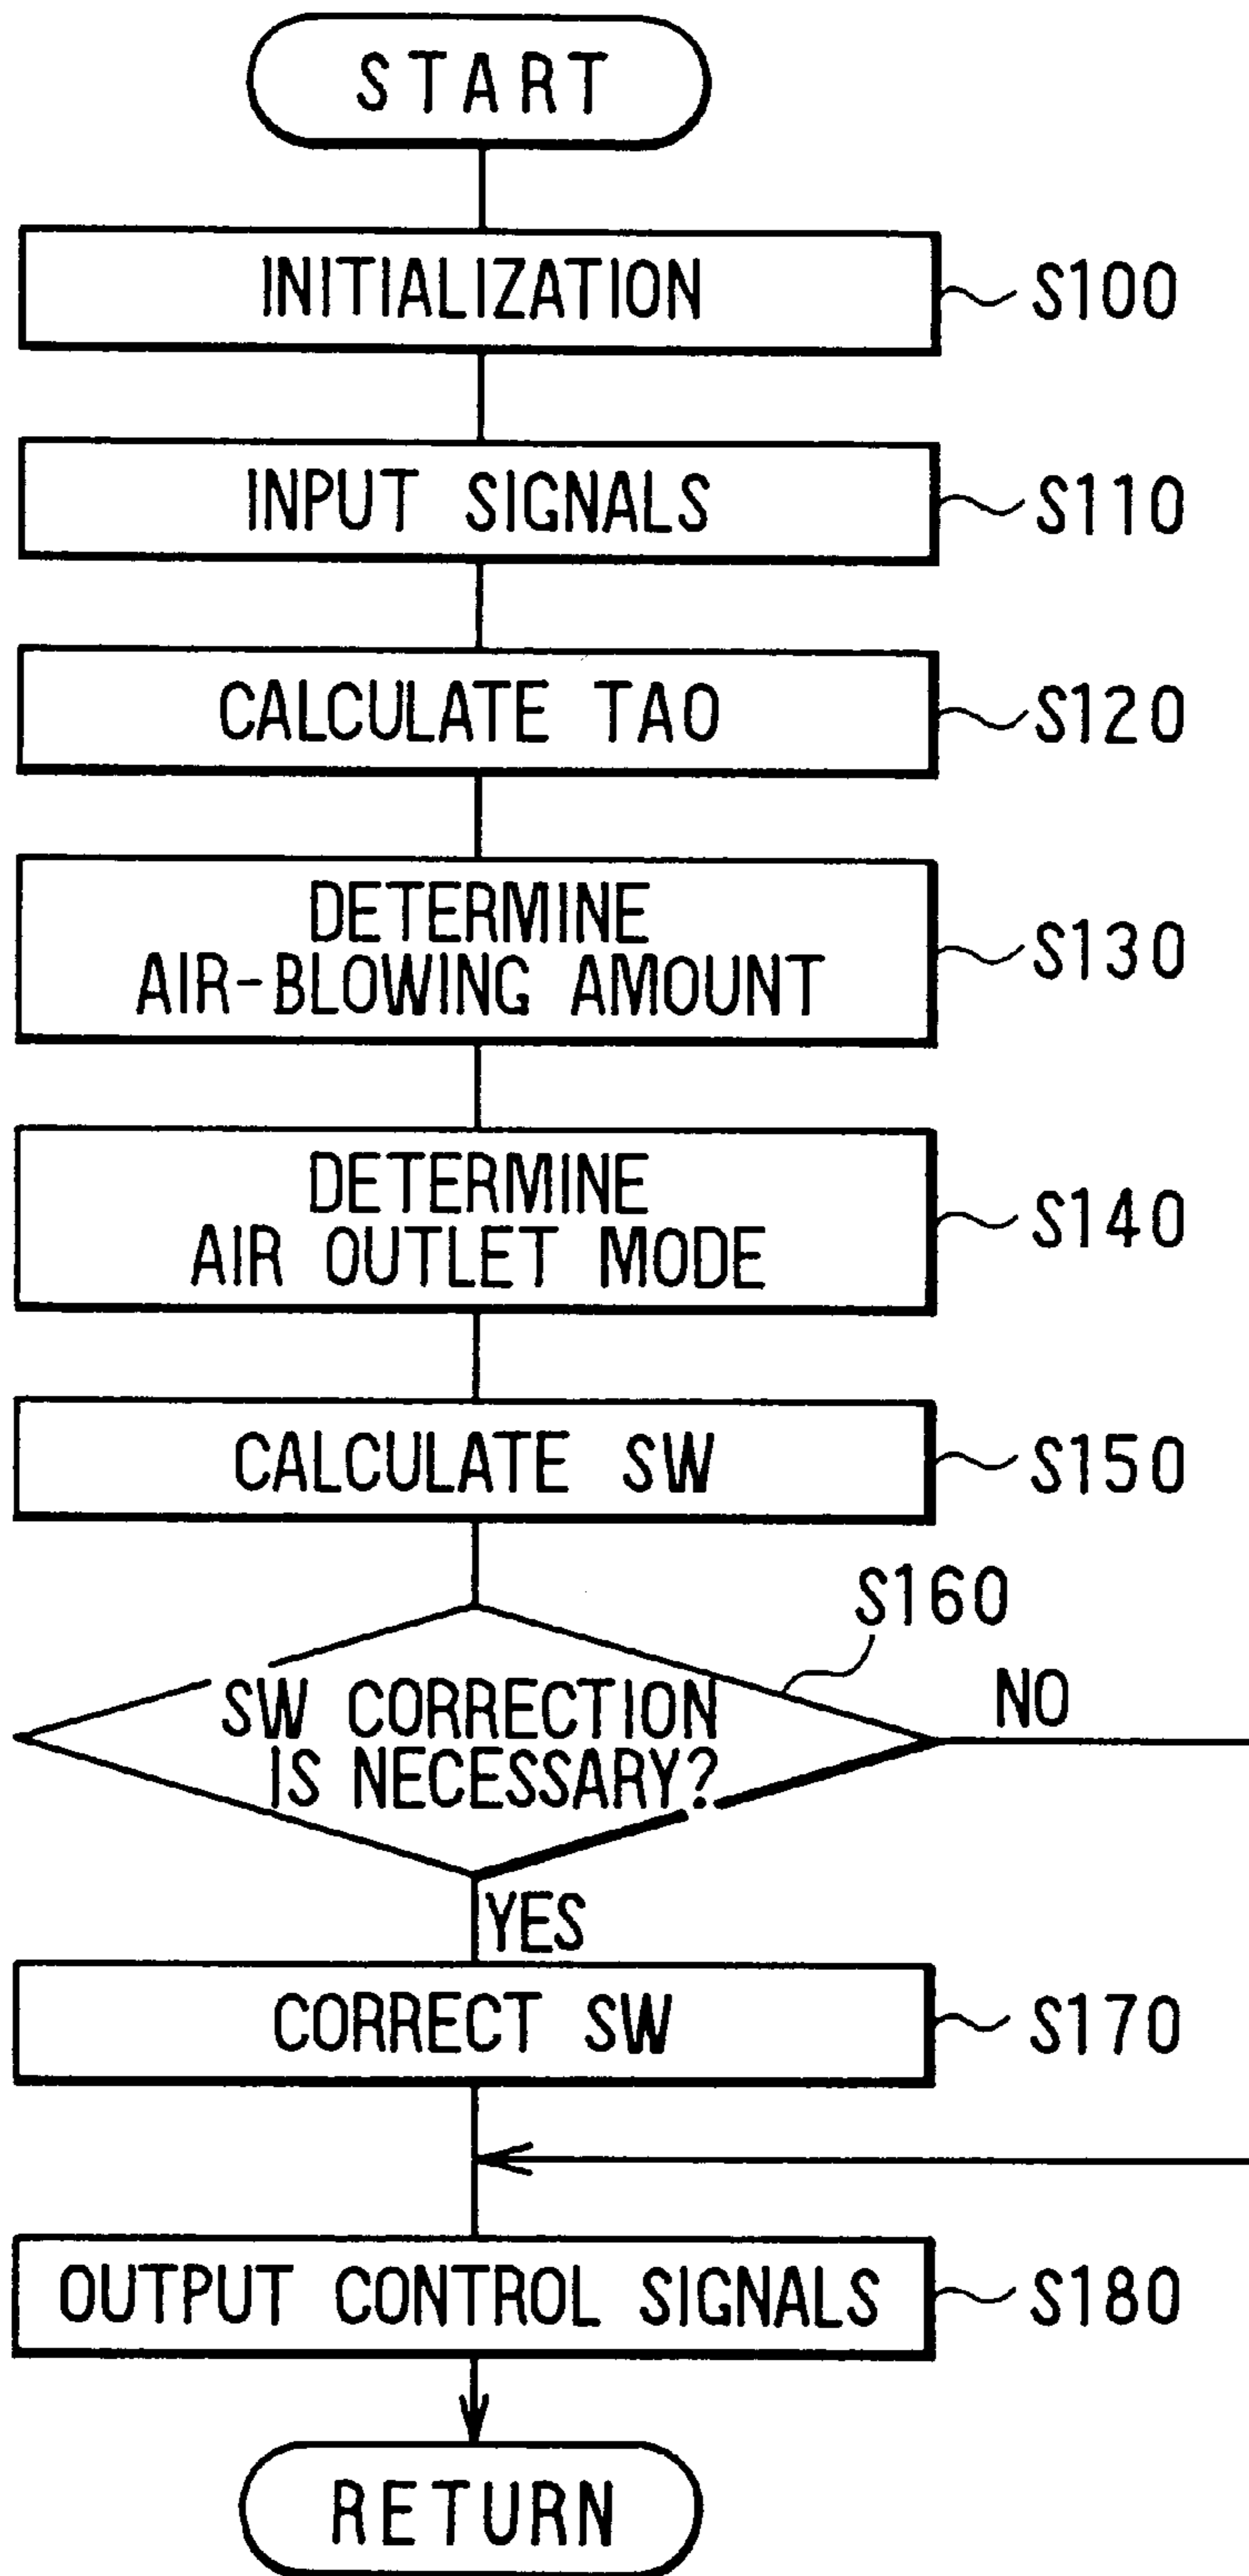 START
INITIALIZATION
S100
INPUT SIGNALS
S110
CALCULATE TAO
S120
DETERMINE
AIR-BLOWING AMOUNT
S130
DETERMINE
AIR OUTLET MODE
S140
CALCULATE SW
S150
S160
SW CORRECTION
IS NECESSARY?
NO
YES
CORRECT SW
S170
OUTPUT CONTROL SIGNALS
S180
RETURN